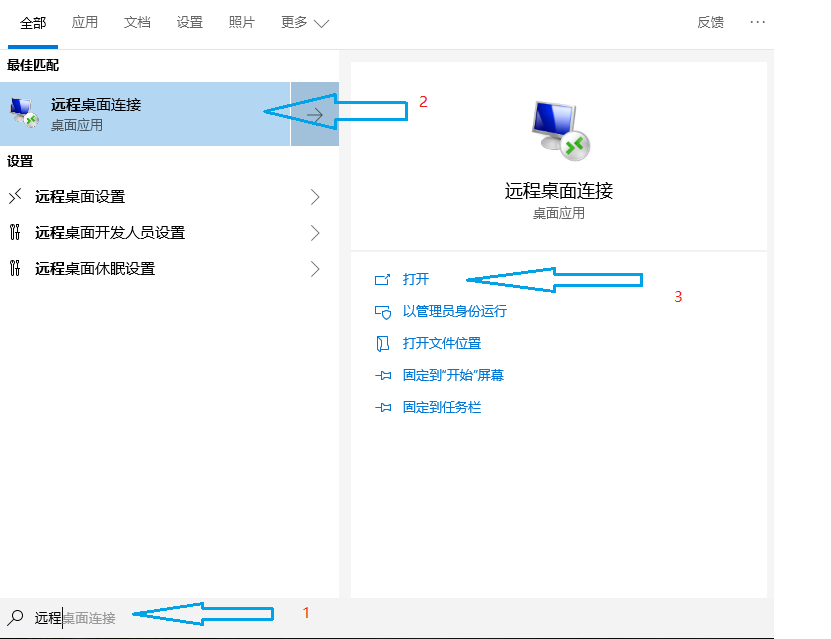 全部 应用 文档 设置 照片 更多 反馈 ···
最佳匹配
远程桌面连接
桌面应用
2
设置
远程桌面设置
远程桌面开发人员设置
远程桌面休眠设置
远程桌面连接
桌面应用
打开
3
以管理员身份运行
打开文件位置
固定到"开始"屏幕
固定到任务栏
远程桌面连接
1